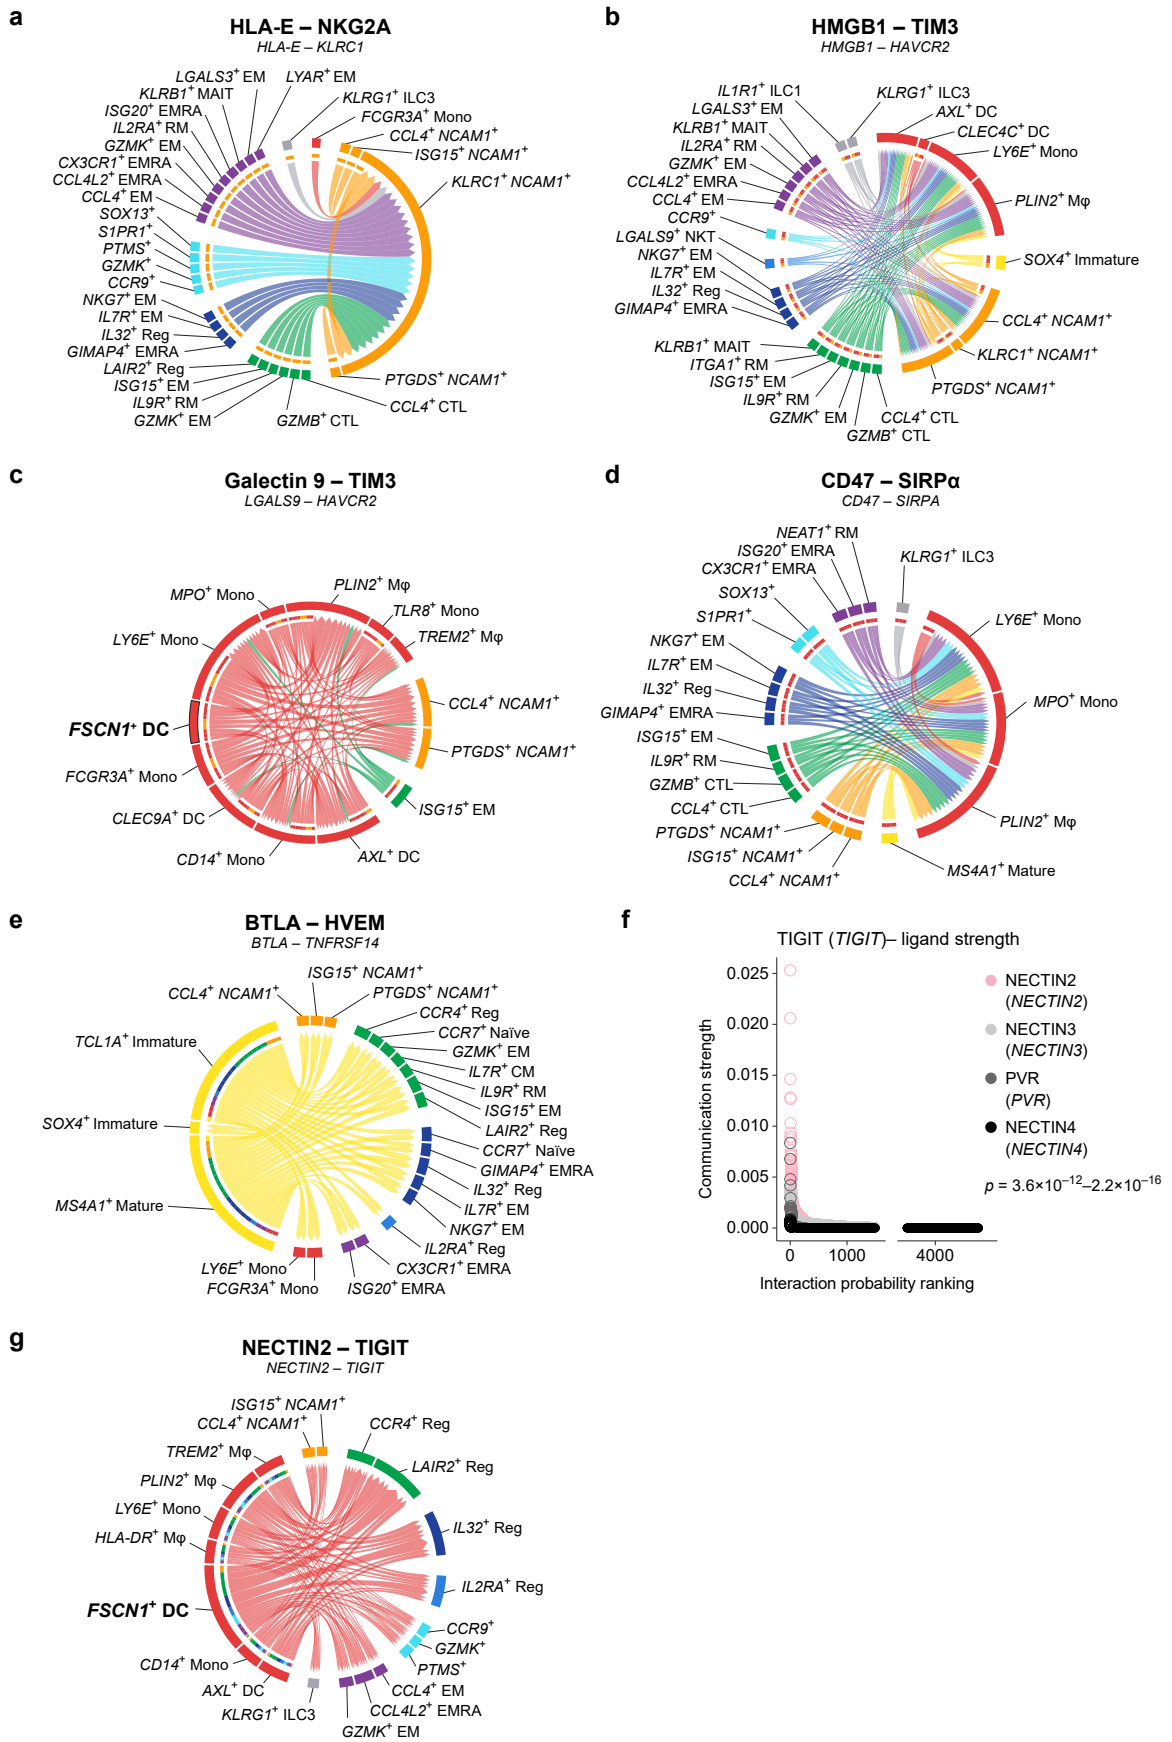 a
HLA-E – NKG2A
HLA-E – KLRC1
LGALS3⁺ EM
LYAR⁺ EM
KLRB1⁺ MAIT
ISG20⁺ EMRA
IL2RA⁺ RM
GZMK⁺ EM
CX3CR1⁺ EMRA
CCL4L2⁺ EMRA
CCL4⁺ EM
SOX13⁺
S1PR1⁺
PTMS⁺
GZMK⁺
CCR9⁺
NKG7⁺ EM
IL7R⁺ EM
IL32⁺ Reg
GIMAP4⁺ EMRA
LAIR2⁺ Reg
ISG15⁺ EM
IL9R⁺ RM
GZMK⁺ EM
GZMB⁺ CTL
CCL4⁺ CTL
PTGDS⁺ NCAM1⁺
KLRG1⁺ ILC3
FCGR3A⁺ Mono
CCL4⁺ NCAM1⁺
ISG15⁺ NCAM1⁺
KLRC1⁺ NCAM1⁺
b
HMGB1 – TIM3
HMGB1 – HAVCR2
IL1R1⁺ ILC1
KLRG1⁺ ILC3
LGALS3⁺ EM
KLRB1⁺ MAIT
IL2RA⁺ RM
GZMK⁺ EM
CCL4L2⁺ EMRA
CCL4⁺ EM
CCR9⁺
LGALS9⁺ NKT
NKG7⁺ EM
IL7R⁺ EM
IL32⁺ Reg
GIMAP4⁺ EMRA
KLRB1⁺ MAIT
ITGA1⁺ RM
ISG15⁺ EM
IL9R⁺ RM
GZMK⁺ EM
GZMB⁺ CTL
CCL4⁺ CTL
AXL⁺ DC
CLEC4C⁺ DC
LY6E⁺ Mono
PLIN2⁺ Mφ
SOX4⁺ Immature
CCL4⁺ NCAM1⁺
KLRC1⁺ NCAM1⁺
PTGDS⁺ NCAM1⁺
c
Galectin 9 – TIM3
LGALS9 – HAVCR2
PLIN2⁺ Mφ
MPO⁺ Mono
TLR8⁺ Mono
LY6E⁺ Mono
TREM2⁺ Mφ
FSCN1⁺ DC
CCL4⁺ NCAM1⁺
PTGDS⁺ NCAM1⁺
FCGR3A⁺ Mono
ISG15⁺ EM
CLEC9A⁺ DC
CD14⁺ Mono
AXL⁺ DC
d
CD47 – SIRPα
CD47 – SIRPA
NEAT1⁺ RM
ISG20⁺ EMRA
CX3CR1⁺ EMRA
KLRG1⁺ ILC3
SOX13⁺
S1PR1⁺
NKG7⁺ EM
IL7R⁺ EM
IL32⁺ Reg
GIMAP4⁺ EMRA
ISG15⁺ EM
IL9R⁺ RM
GZMB⁺ CTL
CCL4⁺ CTL
PTGDS⁺ NCAM1⁺
ISG15⁺ NCAM1⁺
CCL4⁺ NCAM1⁺
LY6E⁺ Mono
MPO⁺ Mono
PLIN2⁺ Mφ
MS4A1⁺ Mature
e
BTLA – HVEM
BTLA – TNFRSF14
ISG15⁺ NCAM1⁺
CCL4⁺ NCAM1⁺
PTGDS⁺ NCAM1⁺
CCR4⁺ Reg
CCR7⁺ Naïve
GZMK⁺ EM
IL7R⁺ CM
IL9R⁺ RM
ISG15⁺ EM
LAIR2⁺ Reg
CCR7⁺ Naïve
GIMAP4⁺ EMRA
IL32⁺ Reg
IL7R⁺ EM
NKG7⁺ EM
IL2RA⁺ Reg
CX3CR1⁺ EMRA
ISG20⁺ EMRA
TCL1A⁺ Immature
SOX4⁺ Immature
MS4A1⁺ Mature
LY6E⁺ Mono
FCGR3A⁺ Mono
f
TIGIT (TIGIT)– ligand strength
Communication strength
0.025
0.020
0.015
0.010
0.005
0.000
0
1000
4000
Interaction probability ranking
NECTIN2
(NECTIN2)
NECTIN3
(NECTIN3)
PVR
(PVR)
NECTIN4
(NECTIN4)
p = 3.6×10⁻¹²–2.2×10⁻¹⁶
g
NECTIN2 – TIGIT
NECTIN2 – TIGIT
ISG15⁺ NCAM1⁺
CCL4⁺ NCAM1⁺
CCR4⁺ Reg
TREM2⁺ Mφ
LAIR2⁺ Reg
PLIN2⁺ Mφ
LY6E⁺ Mono
HLA-DR⁺ Mφ
IL32⁺ Reg
IL2RA⁺ Reg
FSCN1⁺ DC
CCR9⁺
GZMK⁺
PTMS⁺
CD14⁺ Mono
AXL⁺ DC
KLRG1⁺ ILC3
CCL4⁺ EM
CCL4L2⁺ EMRA
GZMK⁺ EM